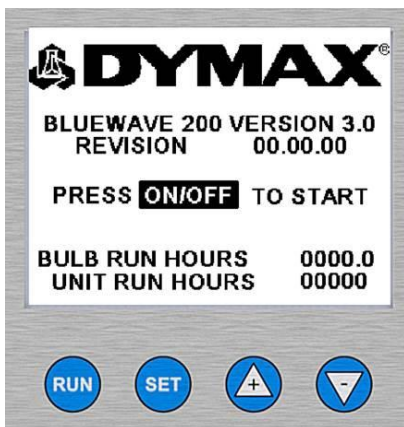 DYMAX®
BLUEWAVE 200 VERSION 3.0
REVISION 00.00.00
PRESS ON/OFF TO START
BULB RUN HOURS 0000.0
UNIT RUN HOURS 00000
RUN SET + -